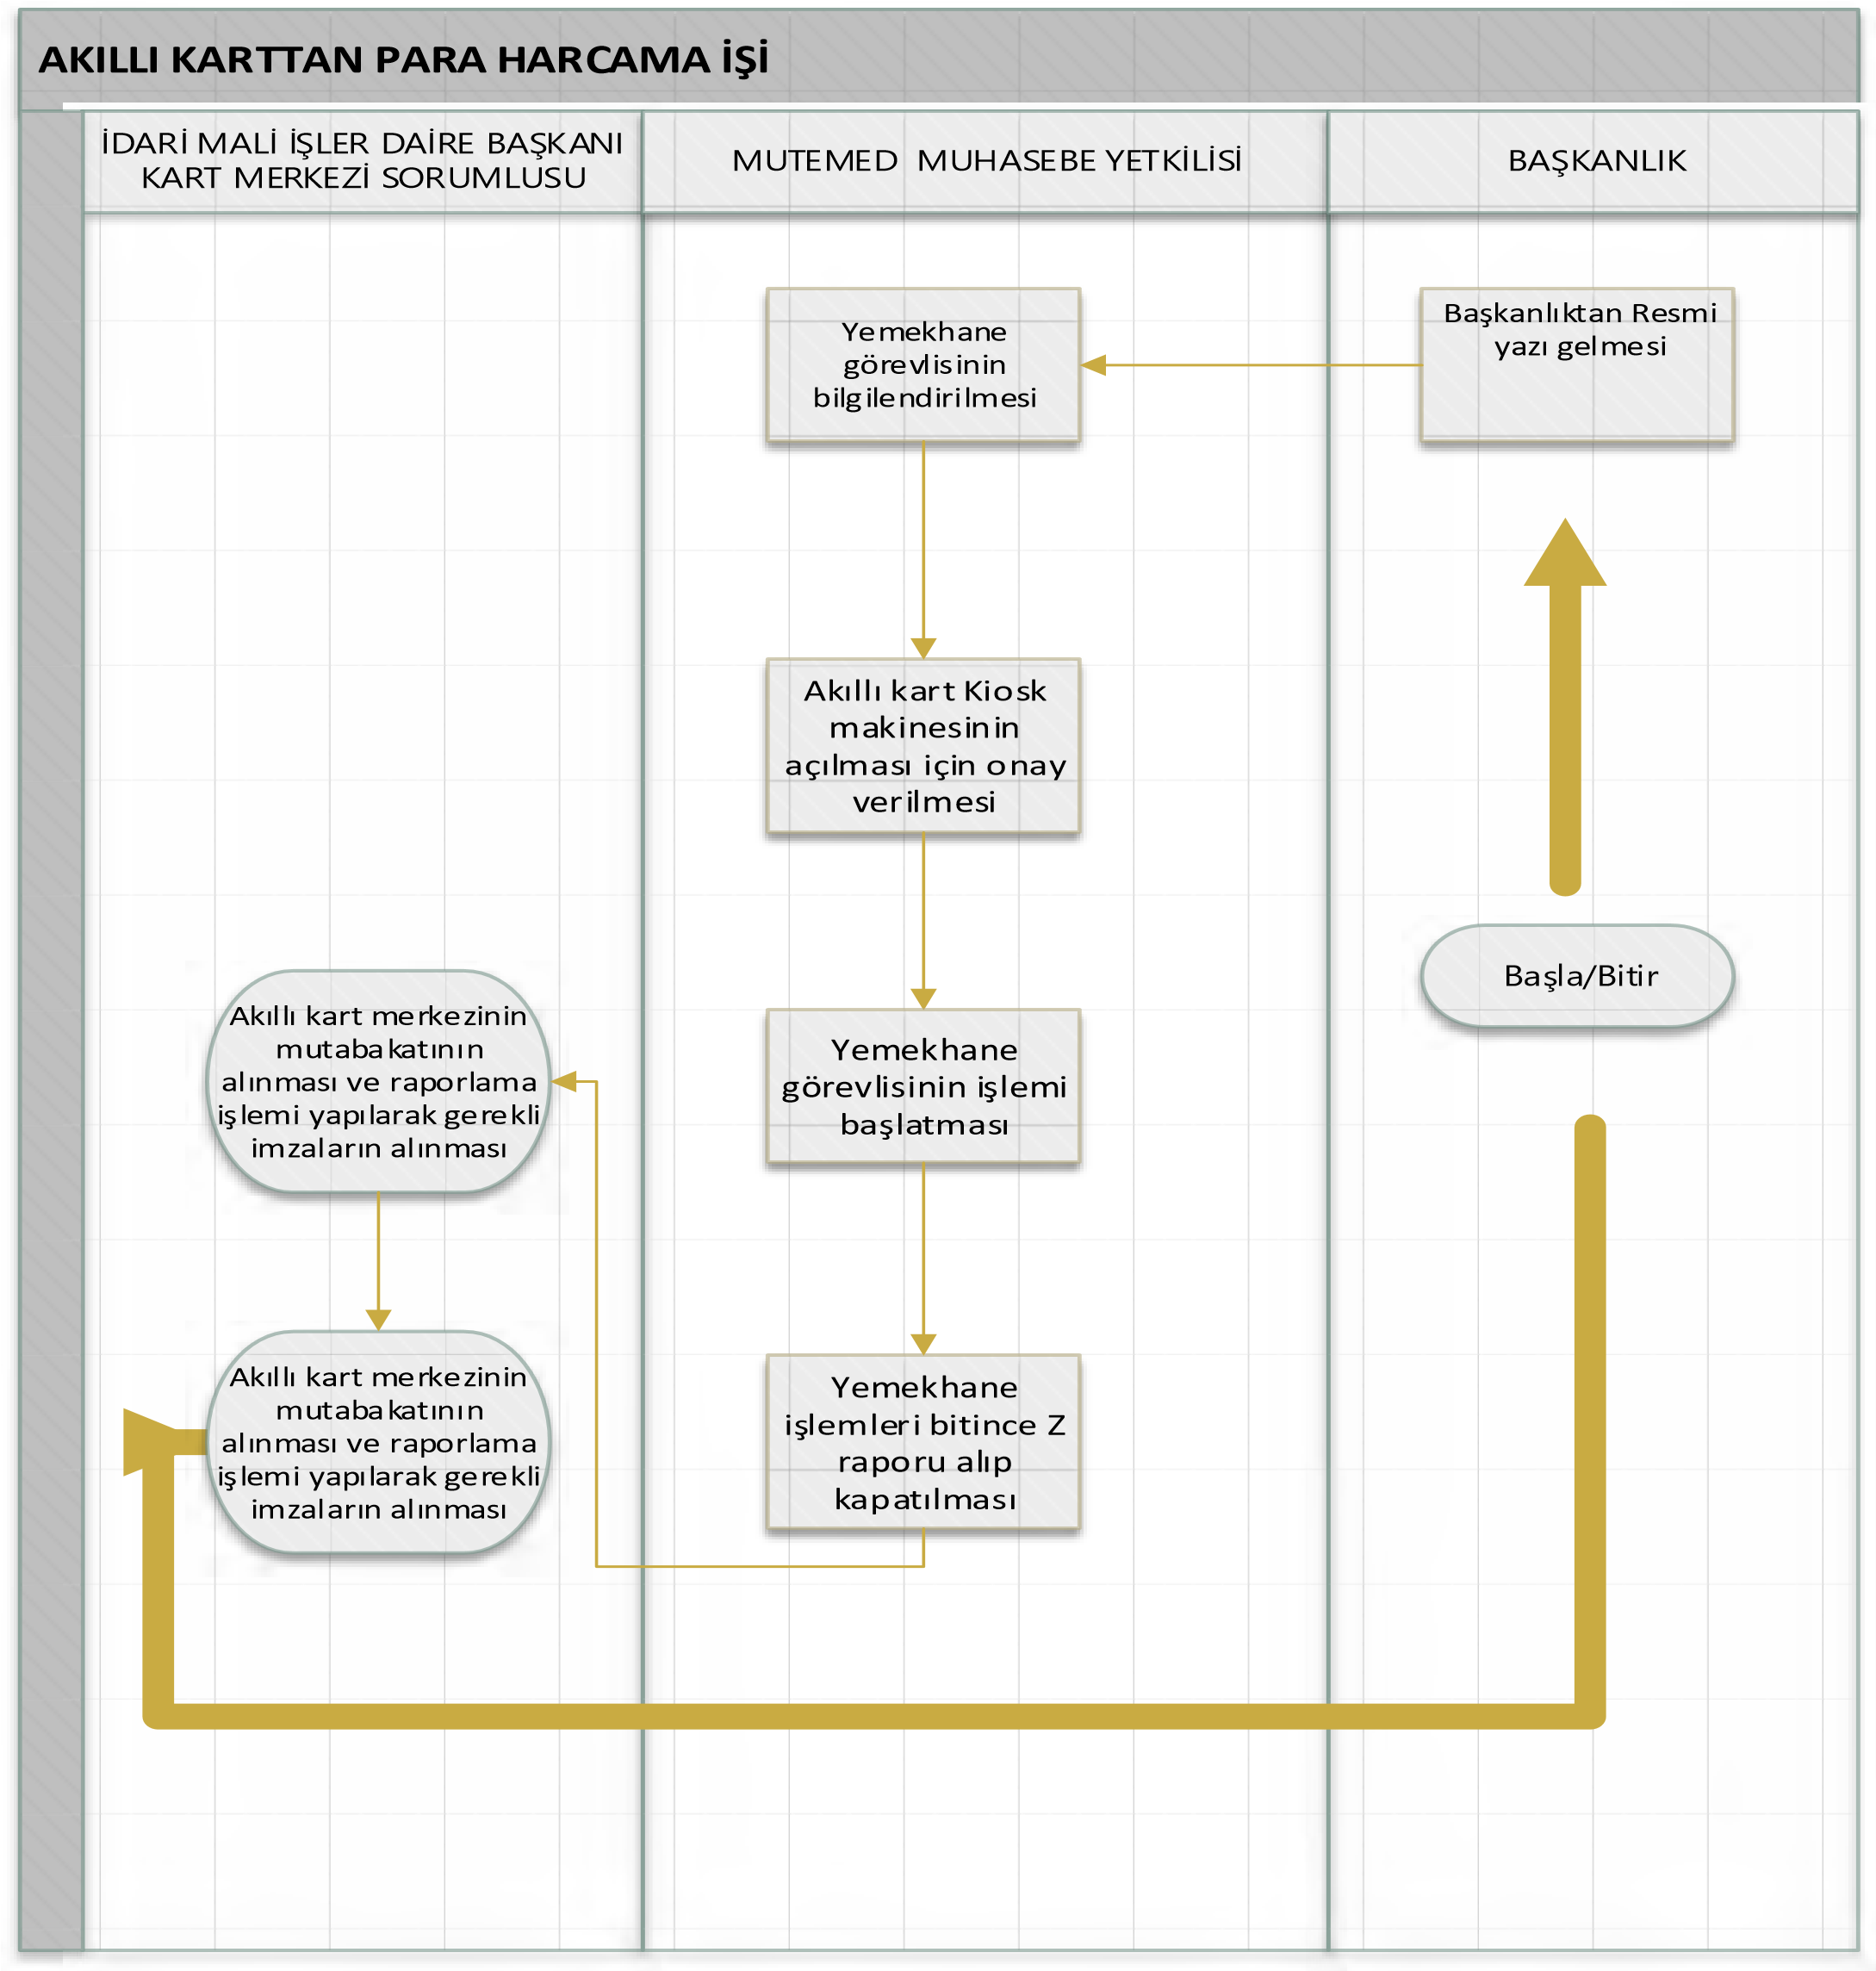 AKILLI KARTTAN PARA HARCAMA İŞİ
İDARİ MALİ İŞLER DAİRE BAŞKANI
KART MERKEZİ SORUMLUSU
MUTEMED  MUHASEBE YETKİLİSİ
BAŞKANLIK
Başkanlıktan Resmi
yazı gelmesi
Yemekhane
görevlisinin
bilgilendirilmesi
Akıllı kart Kiosk
makinesinin
açılması için onay
verilmesi
Başla/Bitir
Yemekhane
görevlisinin işlemi
başlatması
Yemekhane
işlemleri bitince Z
raporu alıp
kapatılması
Akıllı kart merkezinin
mutabakatının
alınması ve raporlama
işlemi yapılarak gerekli
imzaların alınması
Akıllı kart merkezinin
mutabakatının
alınması ve raporlama
işlemi yapılarak gerekli
imzaların alınması